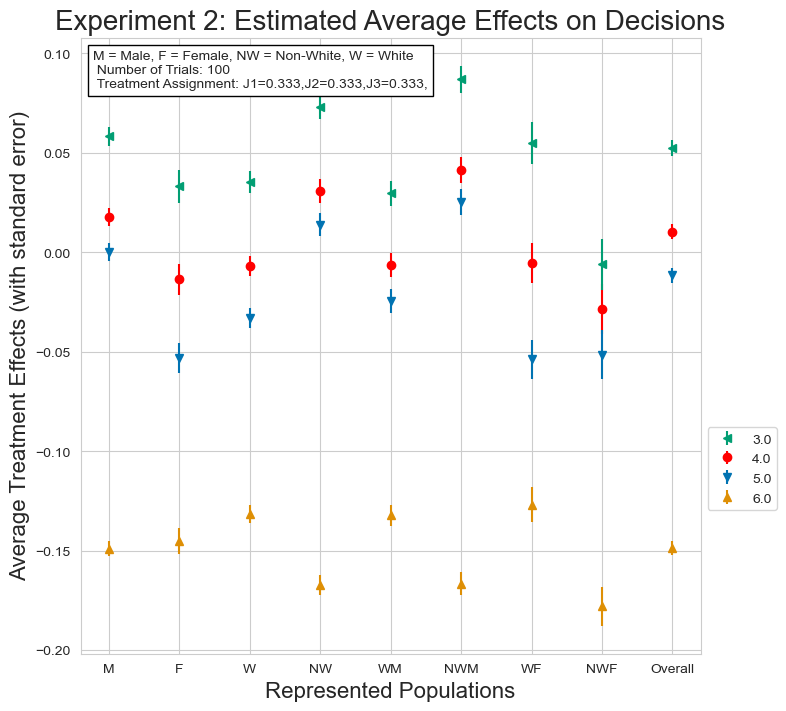 Experiment 2: Estimated Average Effects on Decisions
M = Male, F = Female, NW = Non-White, W = White
Number of Trials: 100
Treatment Assignment: J1=0.333,J2=0.333,J3=0.333,
Average Treatment Effects (with standard error)
0.10
0.05
0.00
−0.05
−0.10
−0.15
−0.20
3.0
4.0
5.0
6.0
M F W NW WM NWM WF NWF Overall
Represented Populations